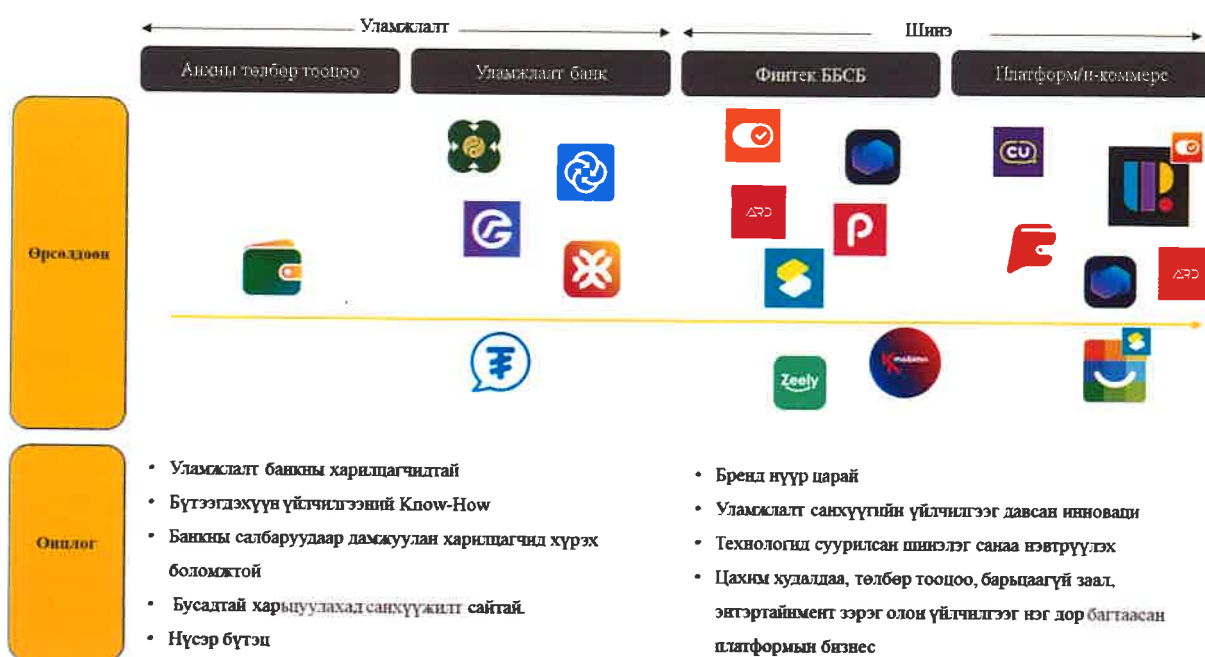 Уламжлалт
Шинэ
Анхны төлбөр тооцоо
Уламжлалт банк
Финтек ББСБ
Платформ/и-коммерс
Өрсөлдөөн
CU
ARD
P
ARD
Zeely
K mobimn
Онцлог
• Уламжлалт банкны харилцагчидтай
• Бүтээгдэхүүн үйлчилгээний Know-How
• Банкны салбаруудаар дамжуулан харилцагчид хүрэх
боломжтой
• Бусадтай харьцуулахад санхүүжилт сайтай.
• Нүсэр бүтэц
• Бренд нүүр царай
• Уламжлалт санхүүгийн үйлчилгээг давсан инноваци
• Технологид суурилсан шинэлэг санаа нэвтрүүлэх
• Цахим худалдаа, төлбөр тооцоо, барьцаагүй зээл,
энтэртайнмент зэрэг олон үйлчилгээг нэг дор багтаасан
платформын бизнес